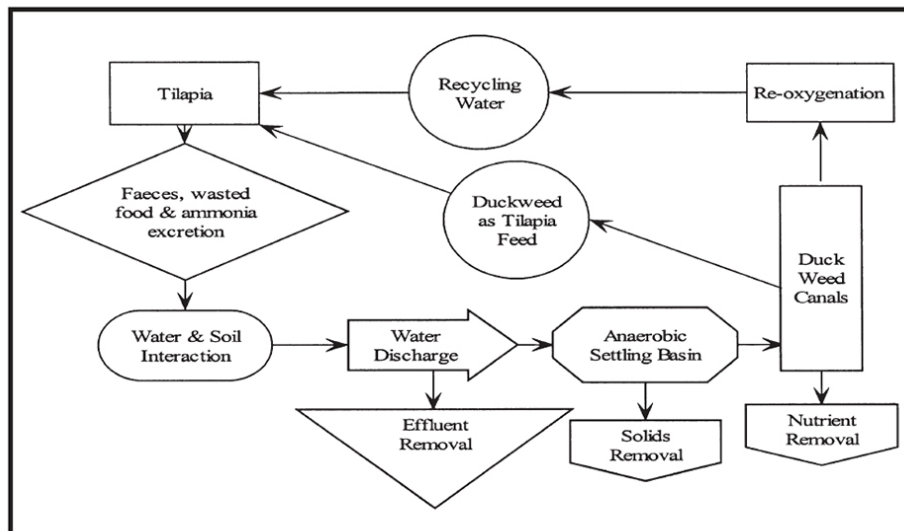 Tilapia
Recycling
Water
Re-oxygenation
Faeces, wasted
food & ammonia
excretion
Duckweed
as Tilapia
Feed
Duck
Weed
Canals
Water & Soil
Interaction
Water
Discharge
Anaerobic
Settling Basin
Effluent
Removal
Solids
Removal
Nutrient
Removal